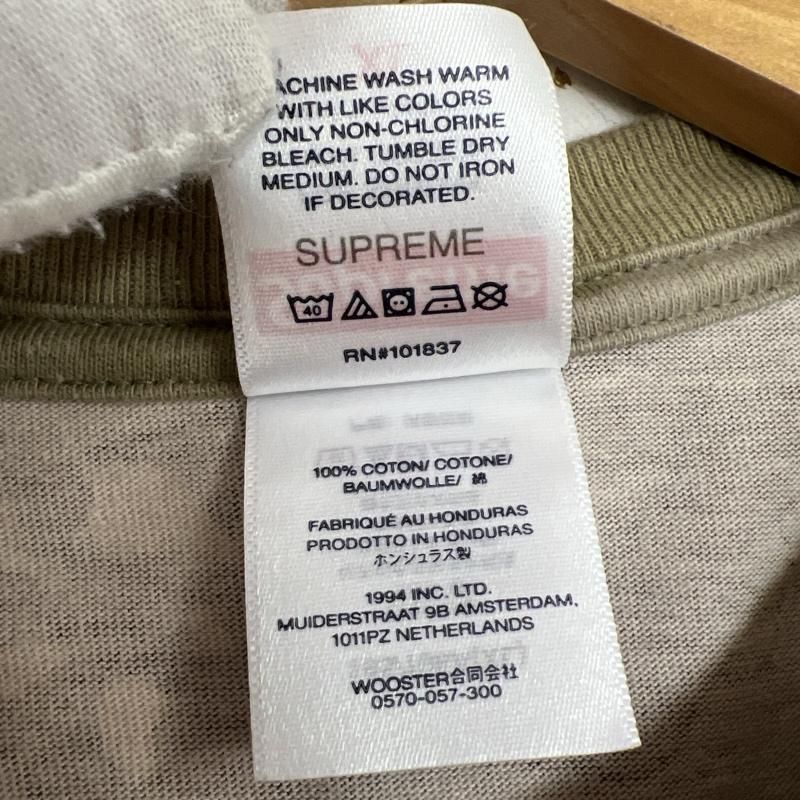 ACHINE WASH WARM
WITH LIKE COLORS
ONLY NON-CHLORINE
BLEACH. TUMBLE DRY
MEDIUM. DO NOT IRON
IF DECORATED.
SUPREME
40
RN#101837
100% COTON/ COTONE/
BAUMWOLLE/ 綿
FABRIQUÉ AU HONDURAS
PRODOTTO IN HONDURAS
ホンジュラス製
1994 INC. LTD.
MUIDERSTRAAT 9B AMSTERDAM,
1011PZ NETHERLANDS
WOOSTER合同会社
0570-057-300